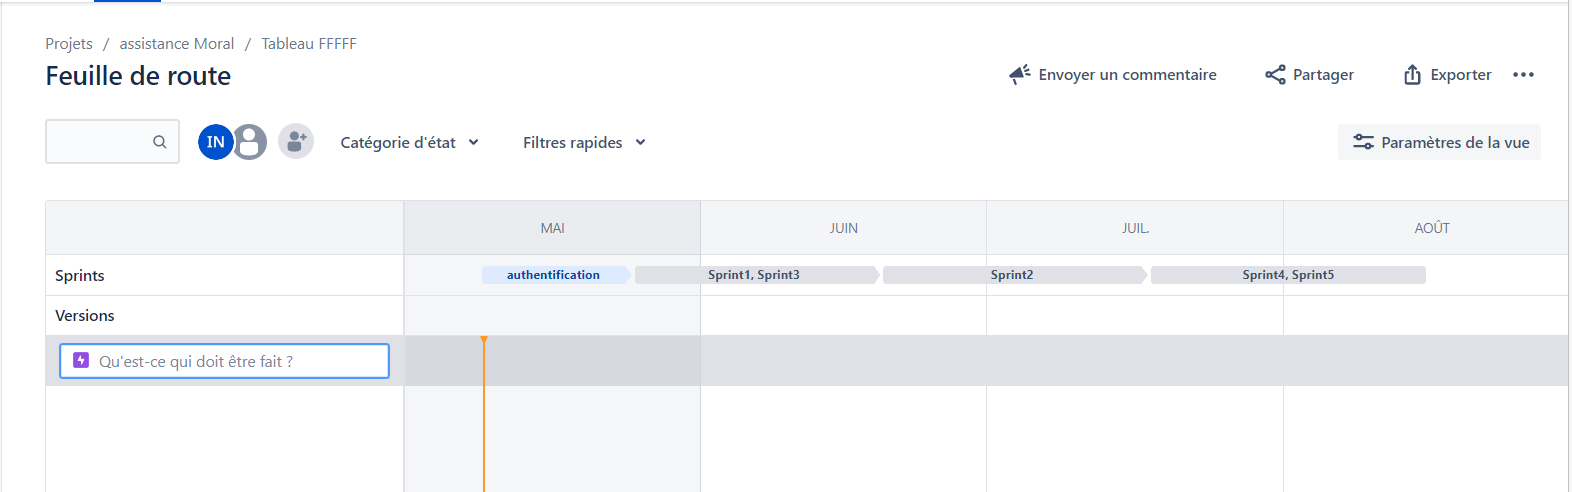 Projets / assistance Moral / Tableau FFFFF
Feuille de route
Envoyer un commentaire
Partager
Exporter
IN
Catégorie d'état
Filtres rapides
Paramètres de la vue
MAI
JUIN
JUIL.
AOÛT
Sprints
authentification
Sprint1, Sprint3
Sprint2
Sprint4, Sprint5
Versions
Qu'est-ce qui doit être fait ?